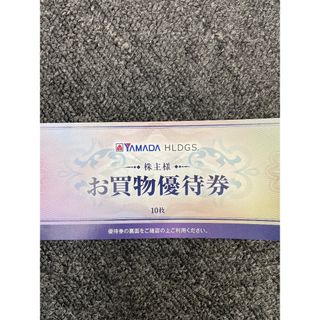 YAMADA HLDGS.
株主様
お買物優待券
10枚
優待券の裏面をご確認の上ご利用ください。